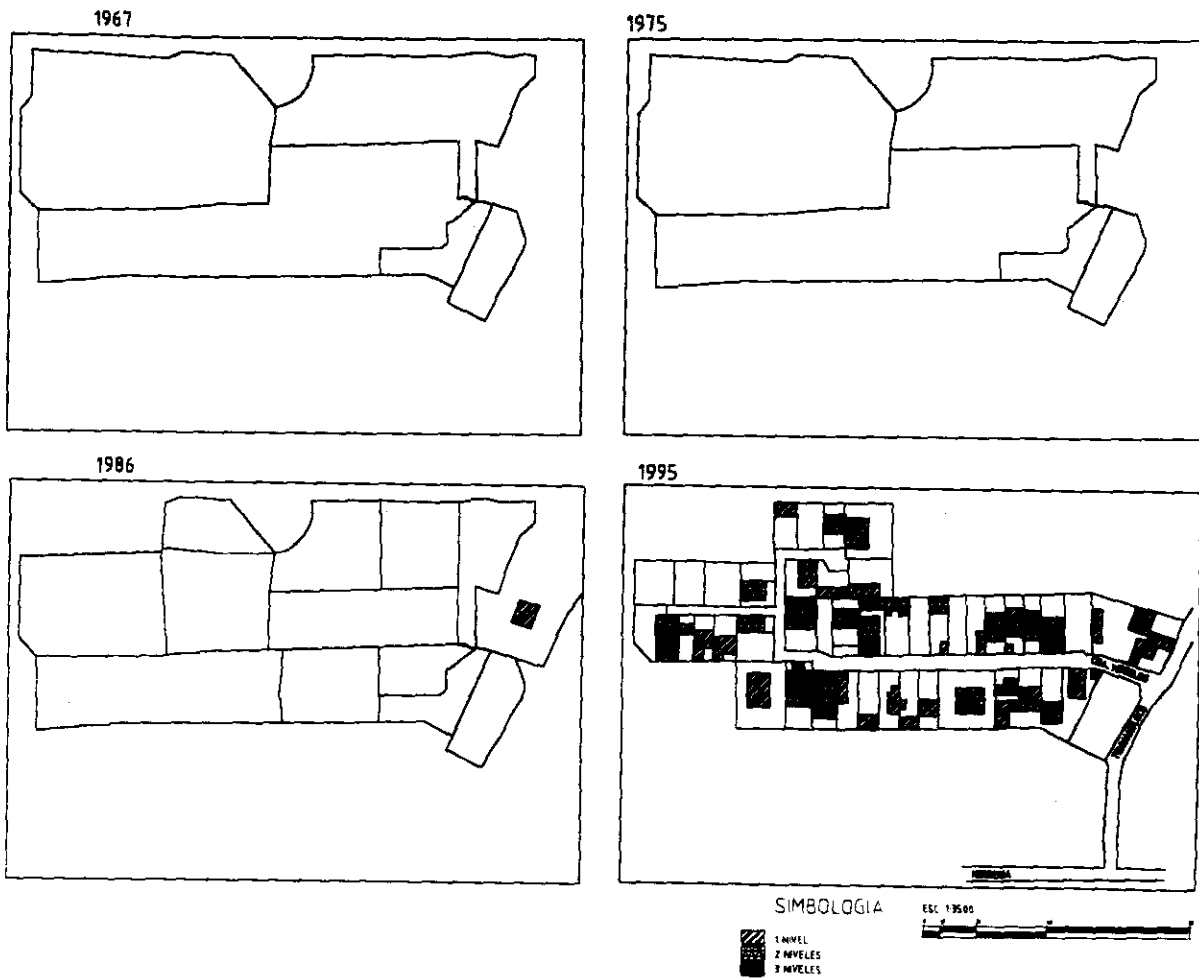 1967
1975
1986
1995
SIMBOLOGIA
ESC. 1:3500
1 NIVEL
2 NIVELES
3 NIVELES